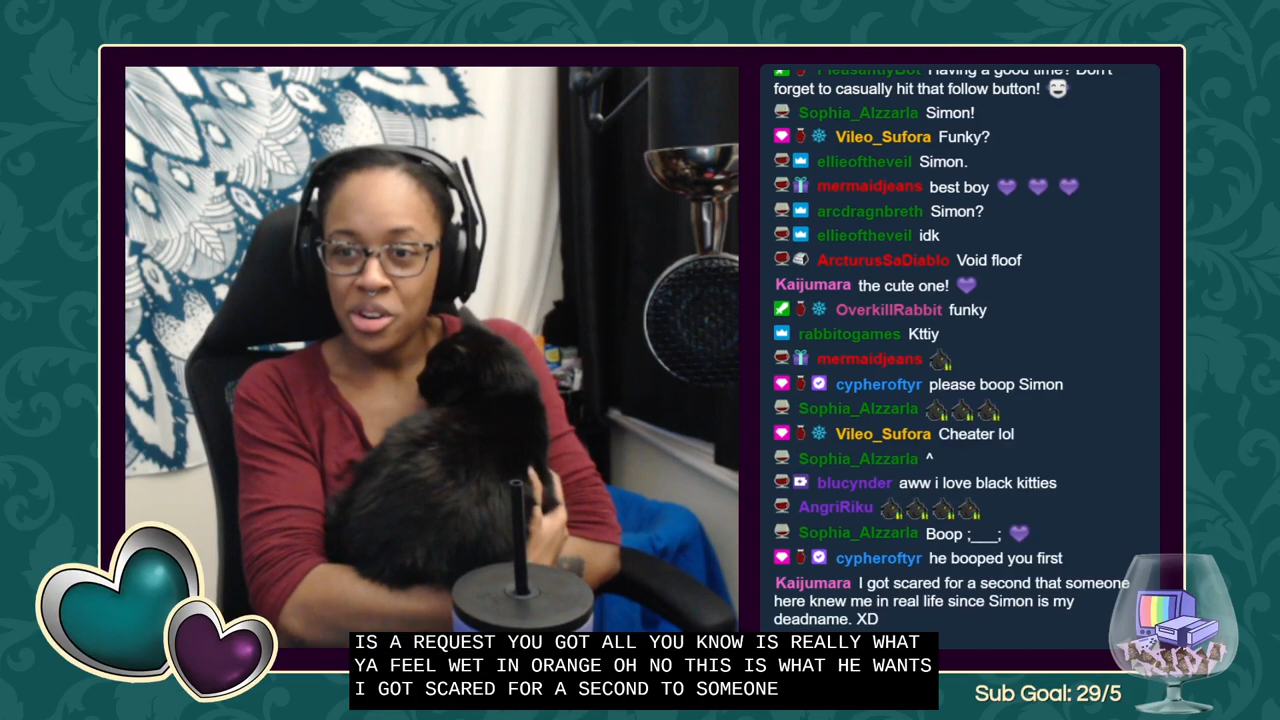 PleasantlyBot Having a good time? Don't
forget to casually hit that follow button!
Sophia_Alzzarla Simon!
Vileo_Sufora Funky?
ellieoftheveil Simon.
mermaidjeans best boy
arcdragnbreth Simon?
ellieoftheveil idk
ArcturusSaDiablo Void floof
Kaijumara the cute one!
OverkillRabbit funky
rabbitogames Kttiy
mermaidjeans
cypheroftyr please boop Simon
Sophia_Alzzarla
Vileo_Sufora Cheater lol
Sophia_Alzzarla ^
blucynder aww i love black kitties
AngriRiku
Sophia_Alzzarla Boop ;___;
cypheroftyr he booped you first
Kaijumara I got scared for a second that someone
here knew me in real life since Simon is my
deadname. XD
IS A REQUEST YOU GOT ALL YOU KNOW IS REALLY WHAT
YA FEEL WET IN ORANGE OH NO THIS IS WHAT HE WANTS
I GOT SCARED FOR A SECOND TO SOMEONE
Sub Goal: 29/5